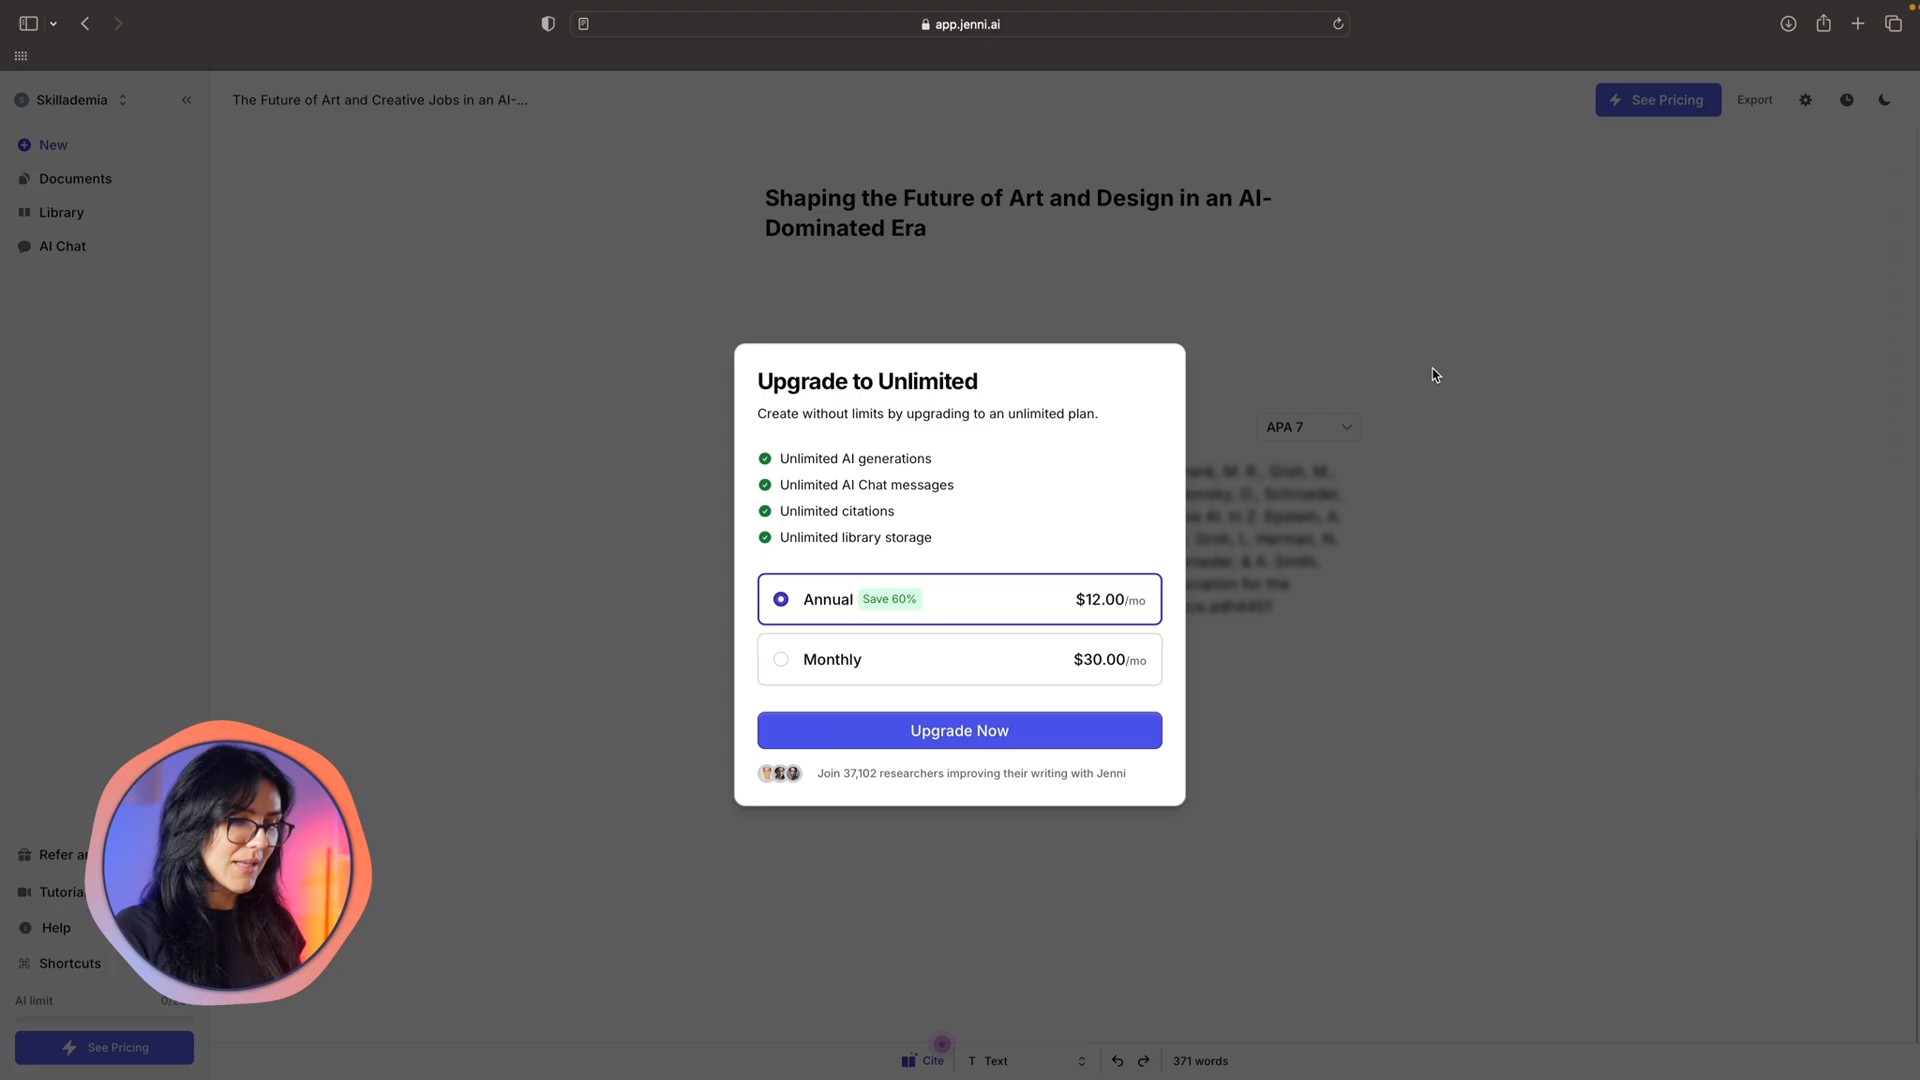 app.jenni.ai
Skillademia
The Future of Art and Creative Jobs in an AI-...
See Pricing
Export
New
Documents
Library
AI Chat
Shaping the Future of Art and Design in an AI-
Dominated Era
Upgrade to Unlimited
Create without limits by upgrading to an unlimited plan.
Unlimited AI generations
Unlimited AI Chat messages
Unlimited citations
Unlimited library storage
Annual Save 60% $12.00/mo
Monthly $30.00/mo
Upgrade Now
Join 37,102 researchers improving their writing with Jenni
APA 7
Refer
Help
Shortcuts
AI limit
See Pricing
Cite
T Text
371 words